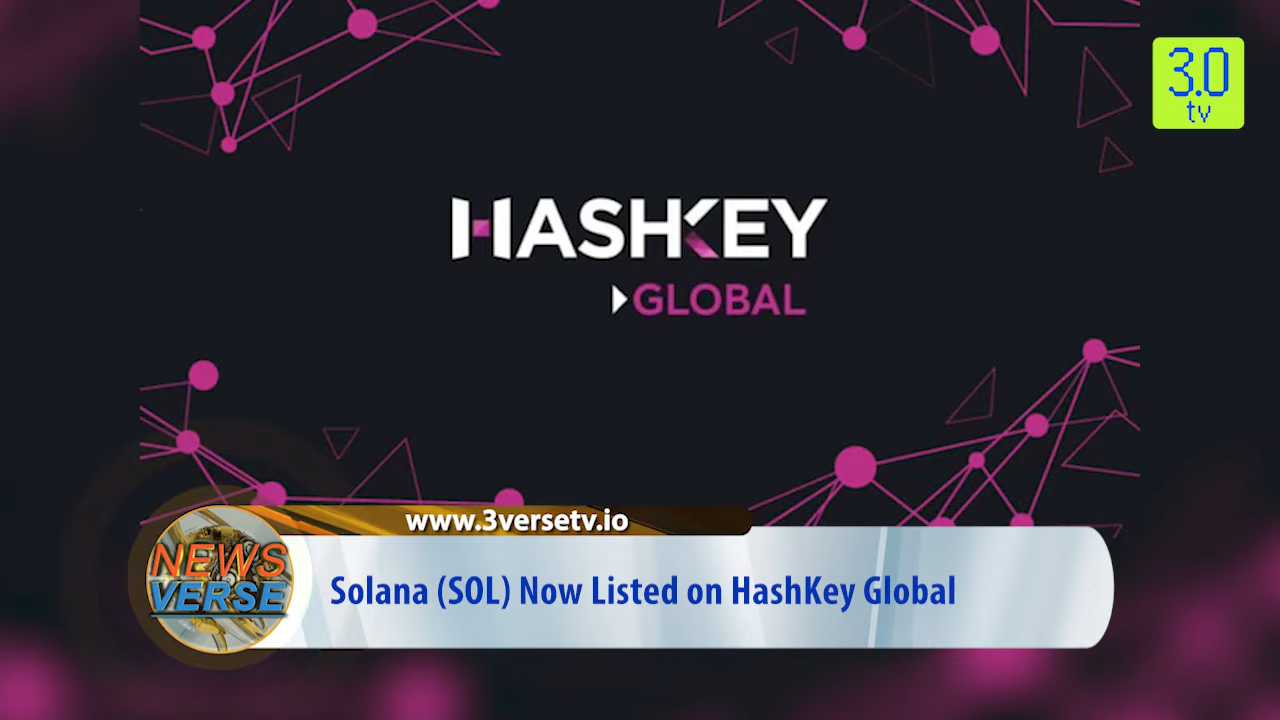 3.0
tv
HASHKEY
GLOBAL
www.3versetv.io
NEWS
VERSE
Solana (SOL) Now Listed on HashKey Global